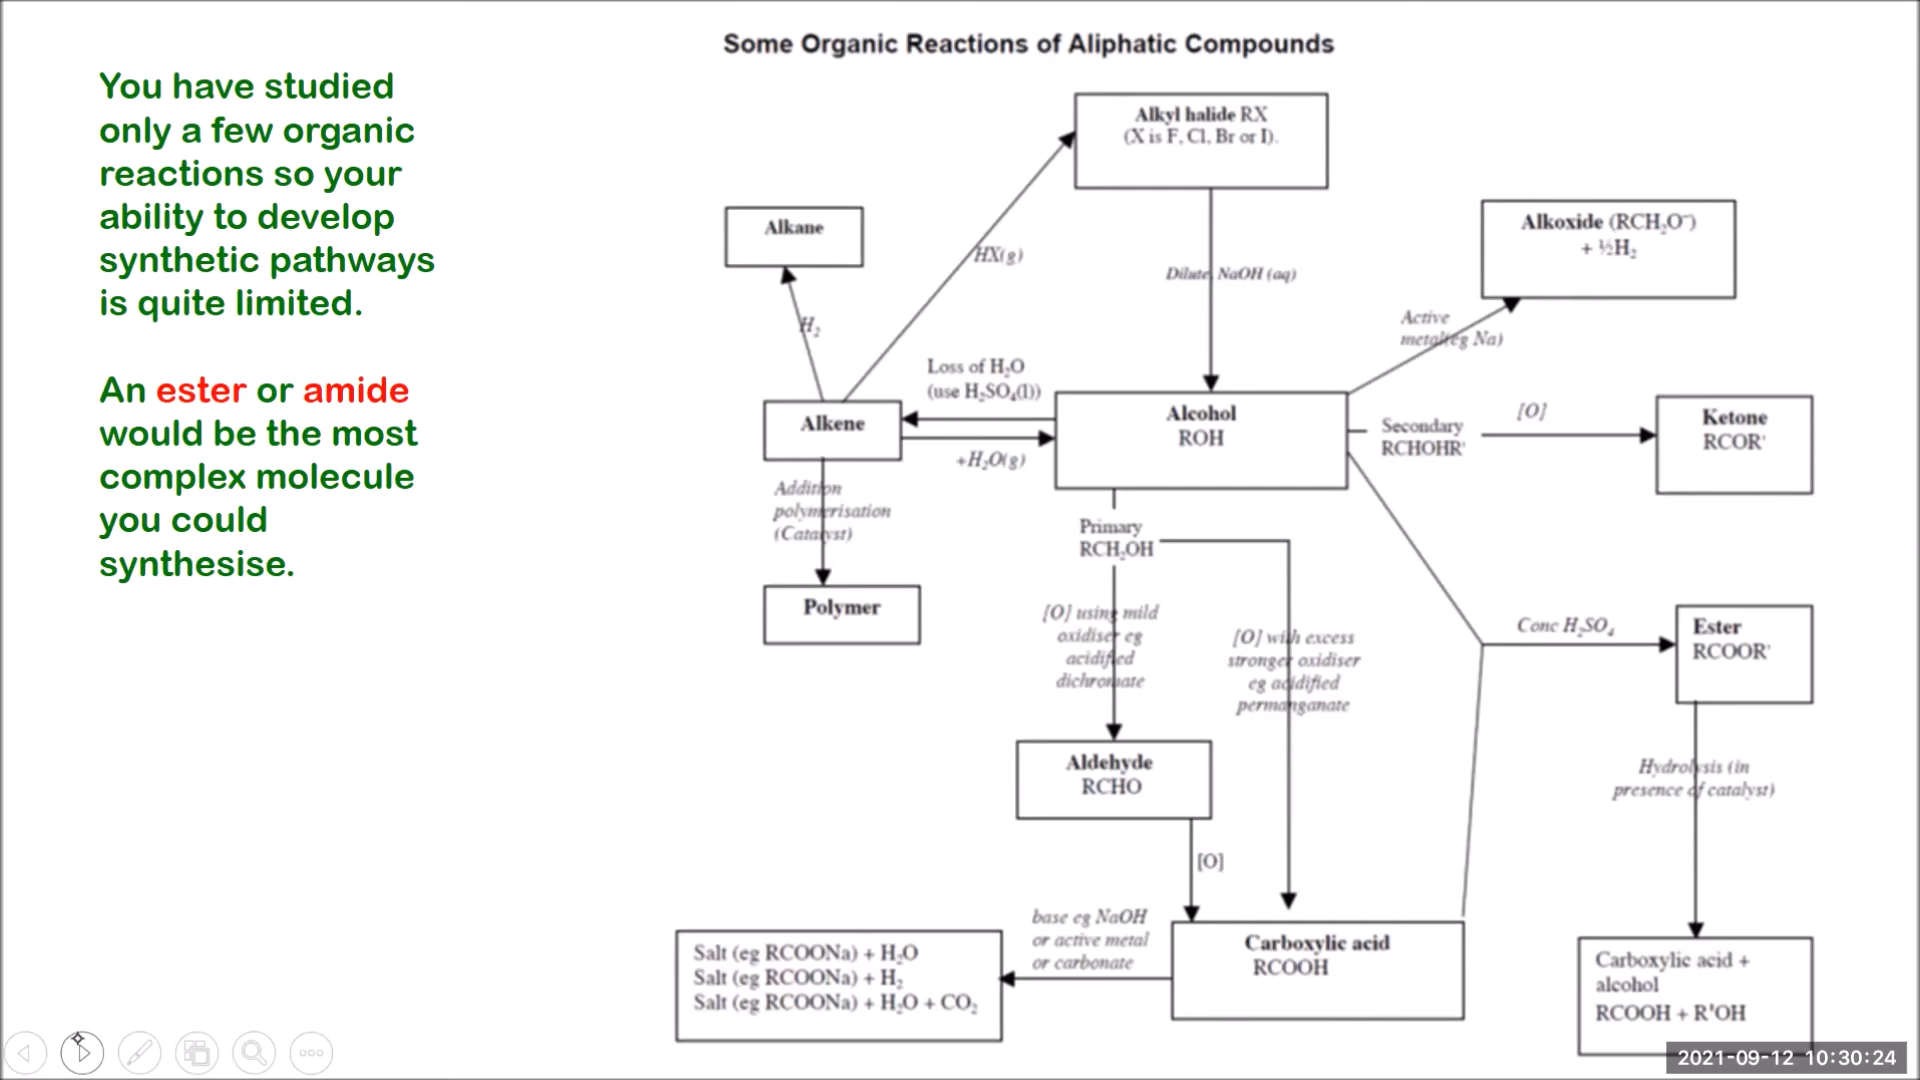 Some Organic Reactions of Aliphatic Compounds
You have studied
only a few organic
reactions so your
ability to develop
synthetic pathways
is quite limited.
An ester or amide
would be the most
complex molecule
you could
synthesise.
Alkyl halide RX
(X is F, Cl, Br or I).
Alkane
Alkoxide (RCH₂O⁻)
+ ½H₂
HX(g)
Dilute NaOH (aq)
H₂
Active
metal(eg Na)
Loss of H₂O
(use H₂SO₄(l))
Alkene
Alcohol
ROH
+H₂O(g)
Secondary
RCHOHR'
[O]
Ketone
RCOR'
Addition
polymerisation
(Catalyst)
Primary
RCH₂OH
Polymer
[O] using mild
oxidiser eg
acidified
dichromate
[O] with excess
stronger oxidiser
eg acidified
permanganate
Conc H₂SO₄
Ester
RCOOR'
Aldehyde
RCHO
Hydrolysis (in
presence of catalyst)
[O]
base eg NaOH
or active metal
or carbonate
Salt (eg RCOONa) + H₂O
Salt (eg RCOONa) + H₂
Salt (eg RCOONa) + H₂O + CO₂
Carboxylic acid
RCOOH
Carboxylic acid +
alcohol
RCOOH + R'OH
2021-09-12 10:30:24